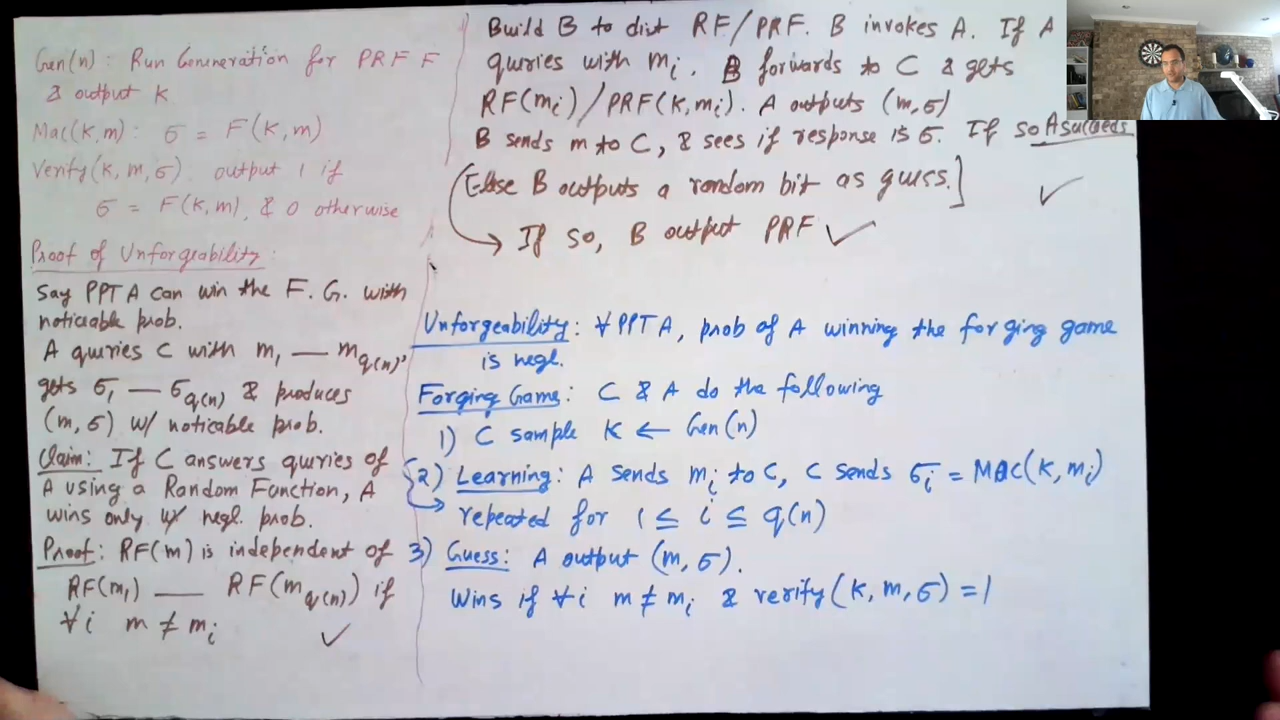 Gen(n): Run Generation for PRF F
& output K
Mac(K,m): σ = F(K,m)
Verify(K, m, σ). output 1 if
σ = F(K,m), & 0 otherwise
Proof of Unforgeability:
Say PPT A can win the F. G. with
noticable prob.
A queries C with m₁ — m_q(n),
gets σ₁ — σ_q(n) & produces
(m, σ) w/ noticable prob.
Claim: If C answers queries of
A using a Random Function, A
wins only w/ negl. prob.
Proof: RF(m) is independent of
RF(m₁) — RF(m_q(n)) if
∀i m ≠ mᵢ ✓
Build B to dist RF/PRF. B invokes A. If A
quries with mᵢ. B forwards to C & gets
RF(mᵢ)/PRF(K,mᵢ). A outputs (m,σ)
B sends m to C, & sees if response is σ. If so A succeeds
(Else B outputs a random bit as guess.] ✓
→ If so, B output PRF ✓
Unforgeability: ∀ PPT A, prob of A winning the forging game
is negl.
Forging Game: C & A do the following
1) C sample K ← Gen(n)
2) Learning: A sends mᵢ to C, C sends σᵢ = MAC(K, mᵢ)
→ repeated for 1 ≤ i ≤ q(n)
3) Guess: A output (m, σ).
Wins if ∀i m ≠ mᵢ & verify(K, m, σ) = 1